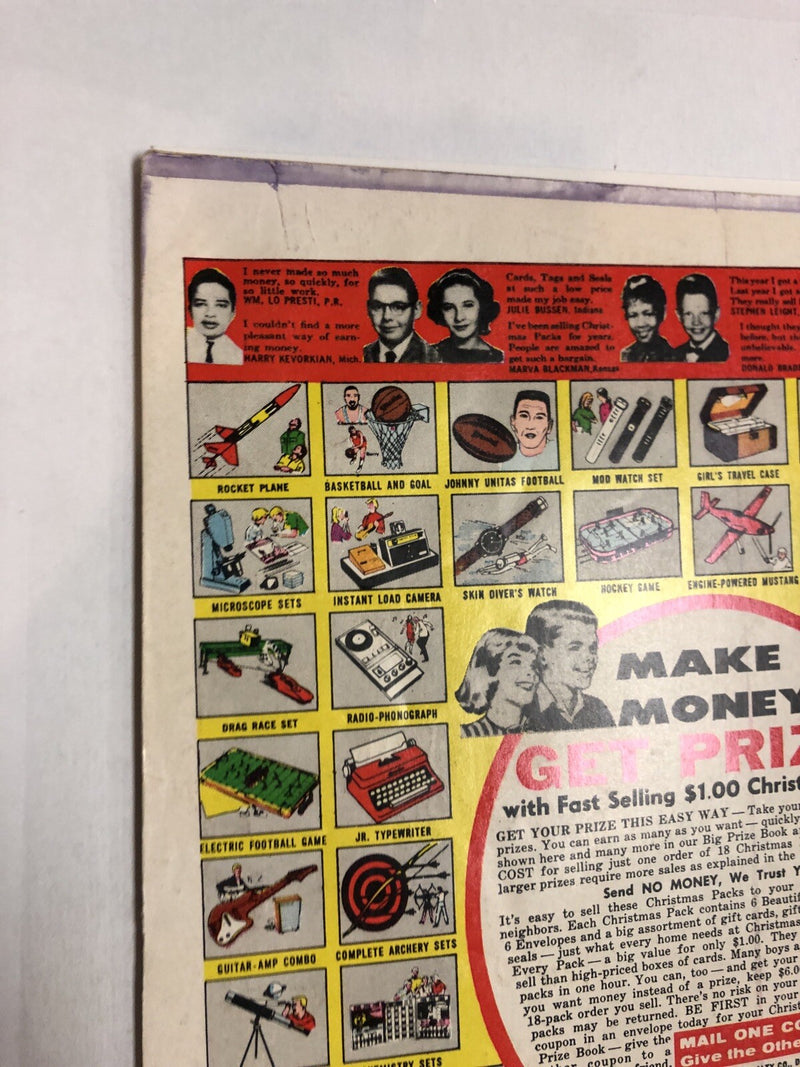 I never made so much
money, so quickly, for
so little work.
WM, LO PRESTI, P.R.
I couldn't find a more
pleasant way of earn-
ing money.
HARRY KEVORKIAN, Mich.
Cards, Tags and Seals
at such a low price
made my job easy.
JULIE BUSSEN, Indiana
I've been selling Christ-
mas Packs for years.
People are amazed to
get such a bargain.
MARVA BLACKMAN, Kansas
This year I got a
Last year I got
They really sell
STEPHEN LEIGHT,
I thought they
before, but th
unbelievable.
more.
DONALD BRAD
ROCKET PLANE
BASKETBALL AND GOAL
JOHNNY UNITAS FOOTBALL
MOD WATCH SET
GIRL'S TRAVEL CASE
MICROSCOPE SETS
INSTANT LOAD CAMERA
SKIN DIVER'S WATCH
HOCKEY GAME
ENGINE-POWERED MUSTANG
DRAG RACE SET
RADIO-PHONOGRAPH
ELECTRIC FOOTBALL GAME
JR. TYPEWRITER
GUITAR-AMP COMBO
COMPLETE ARCHERY SETS
MISTRY SETS
MAKE
MONEY
GET PRIZ
with Fast Selling $1.00 Christ
GET YOUR PRIZE THIS EASY WAY — Take your
prizes. You can earn as many as you want — quickly
shown here and many more in our Big Prize Book a
COST for selling just one order of 18 Christmas
larger prizes require more sales as explained in the
Send NO MONEY, We Trust Y
It's easy to sell these Christmas Packs to your
neighbors. Each Christmas Pack contains 6 Beautif
6 Envelopes and a big assortment of gift cards, gift
seals — just what every home needs at Christmas
Every Pack — a big value for only $1.00. They
sell than high-priced boxes of cards. Many boys a
packs in one hour. You can, too — and get your
you want money instead of a prize, keep $6.0
18-pack order you sell. There's no risk on your
packs may be returned. BE FIRST in your
coupon in an envelope today for your Christ
Prize Book — give the
coupon to a
friend.
MAIL ONE CO
Give the Othe